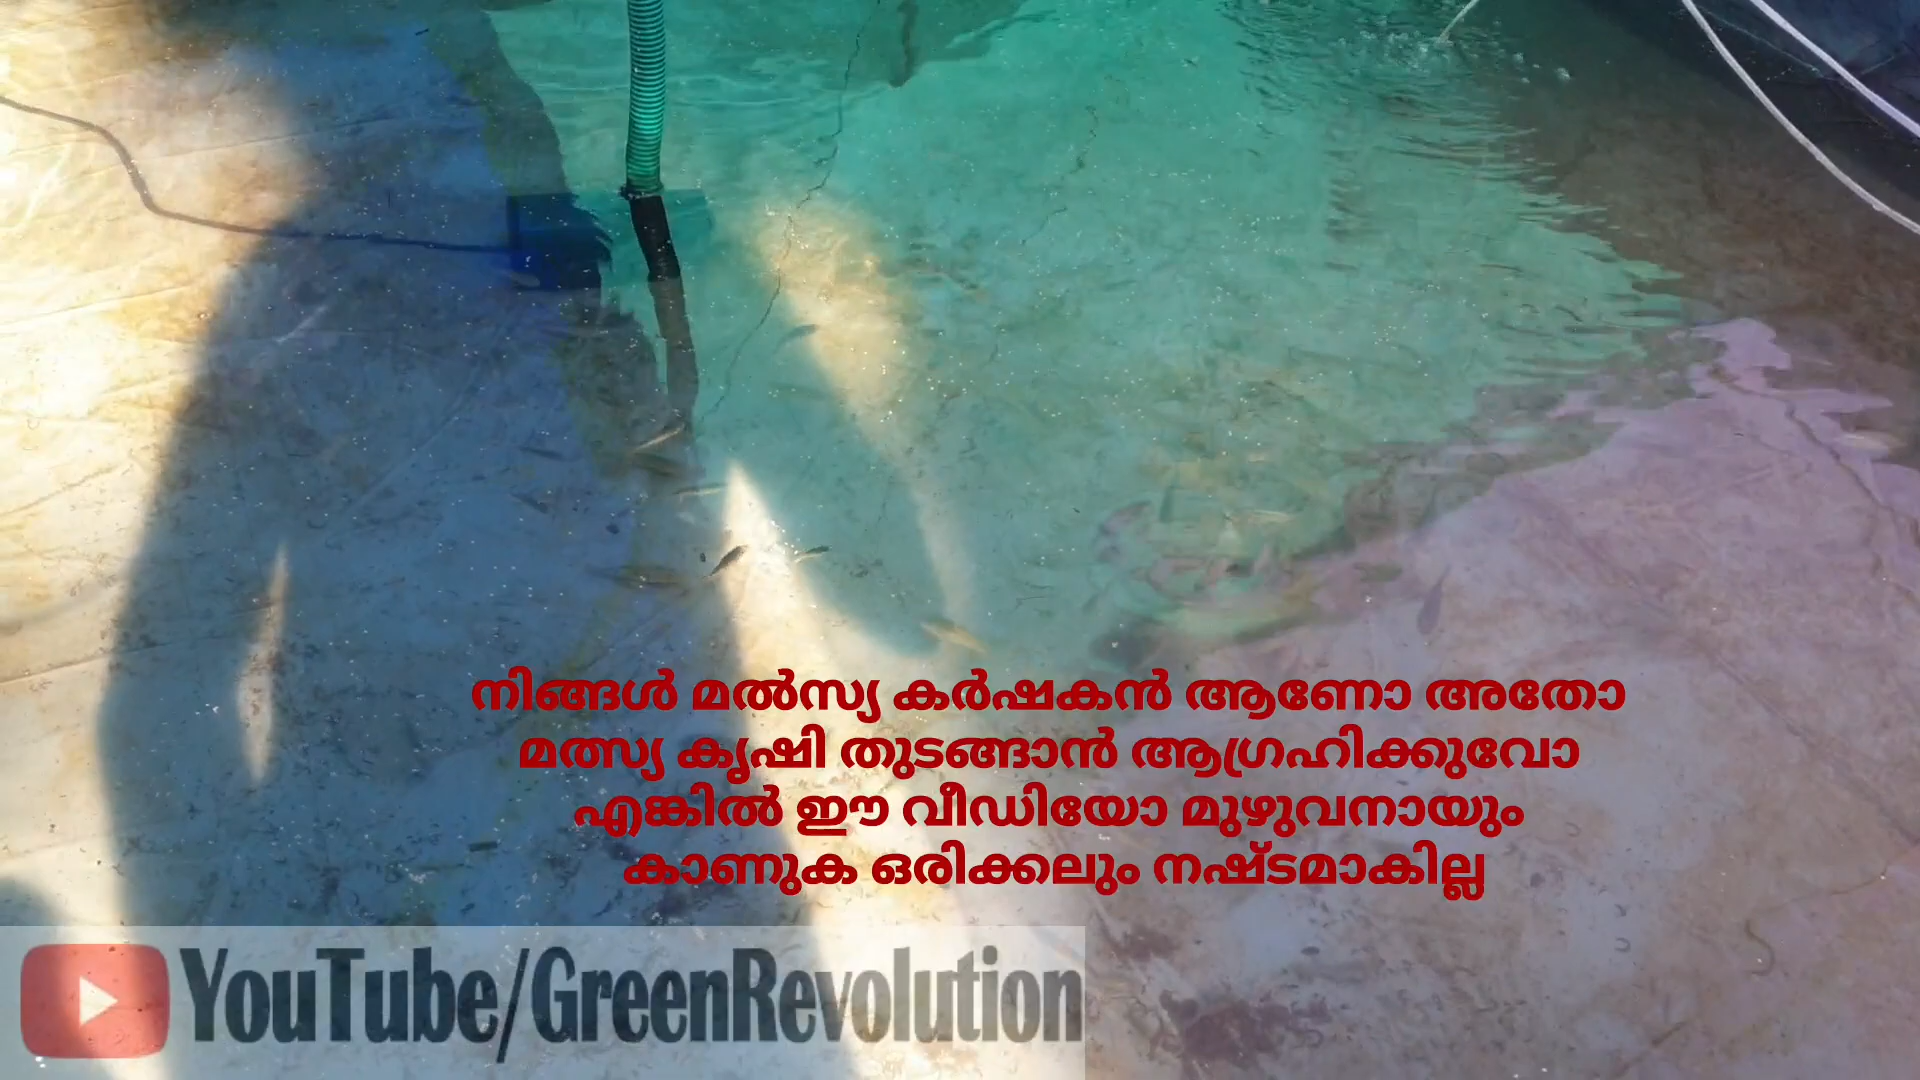 നിങ്ങൾ മൽസ്യ കർഷകൻ ആണോ അതോ
മത്സ്യ കൃഷി തുടങ്ങാൻ ആഗ്രഹിക്കുവോ
എങ്കിൽ ഈ വീഡിയോ മുഴുവനായും
കാണുക ഒരിക്കലും നഷ്ടമാകില്ല
YouTube/GreenRevolution